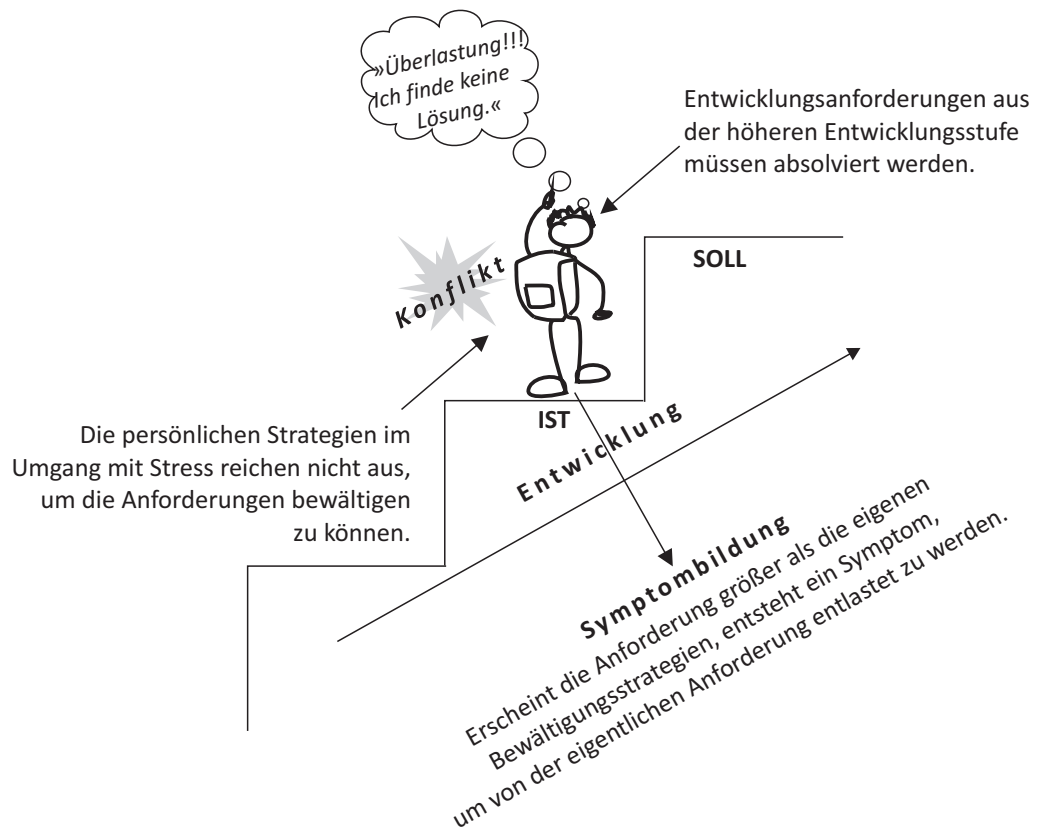 »Überlastung!!!
Ich finde keine
Lösung.«
Entwicklungsanforderungen aus
der höheren Entwicklungsstufe
müssen absolviert werden.
SOLL
Konflikt
IST
Entwicklung
Die persönlichen Strategien im
Umgang mit Stress reichen nicht aus,
um die Anforderungen bewältigen
zu können.
Symptombildung
Erscheint die Anforderung größer als die eigenen
Bewältigungsstrategien, entsteht ein Symptom,
um von der eigentlichen Anforderung entlastet zu werden.